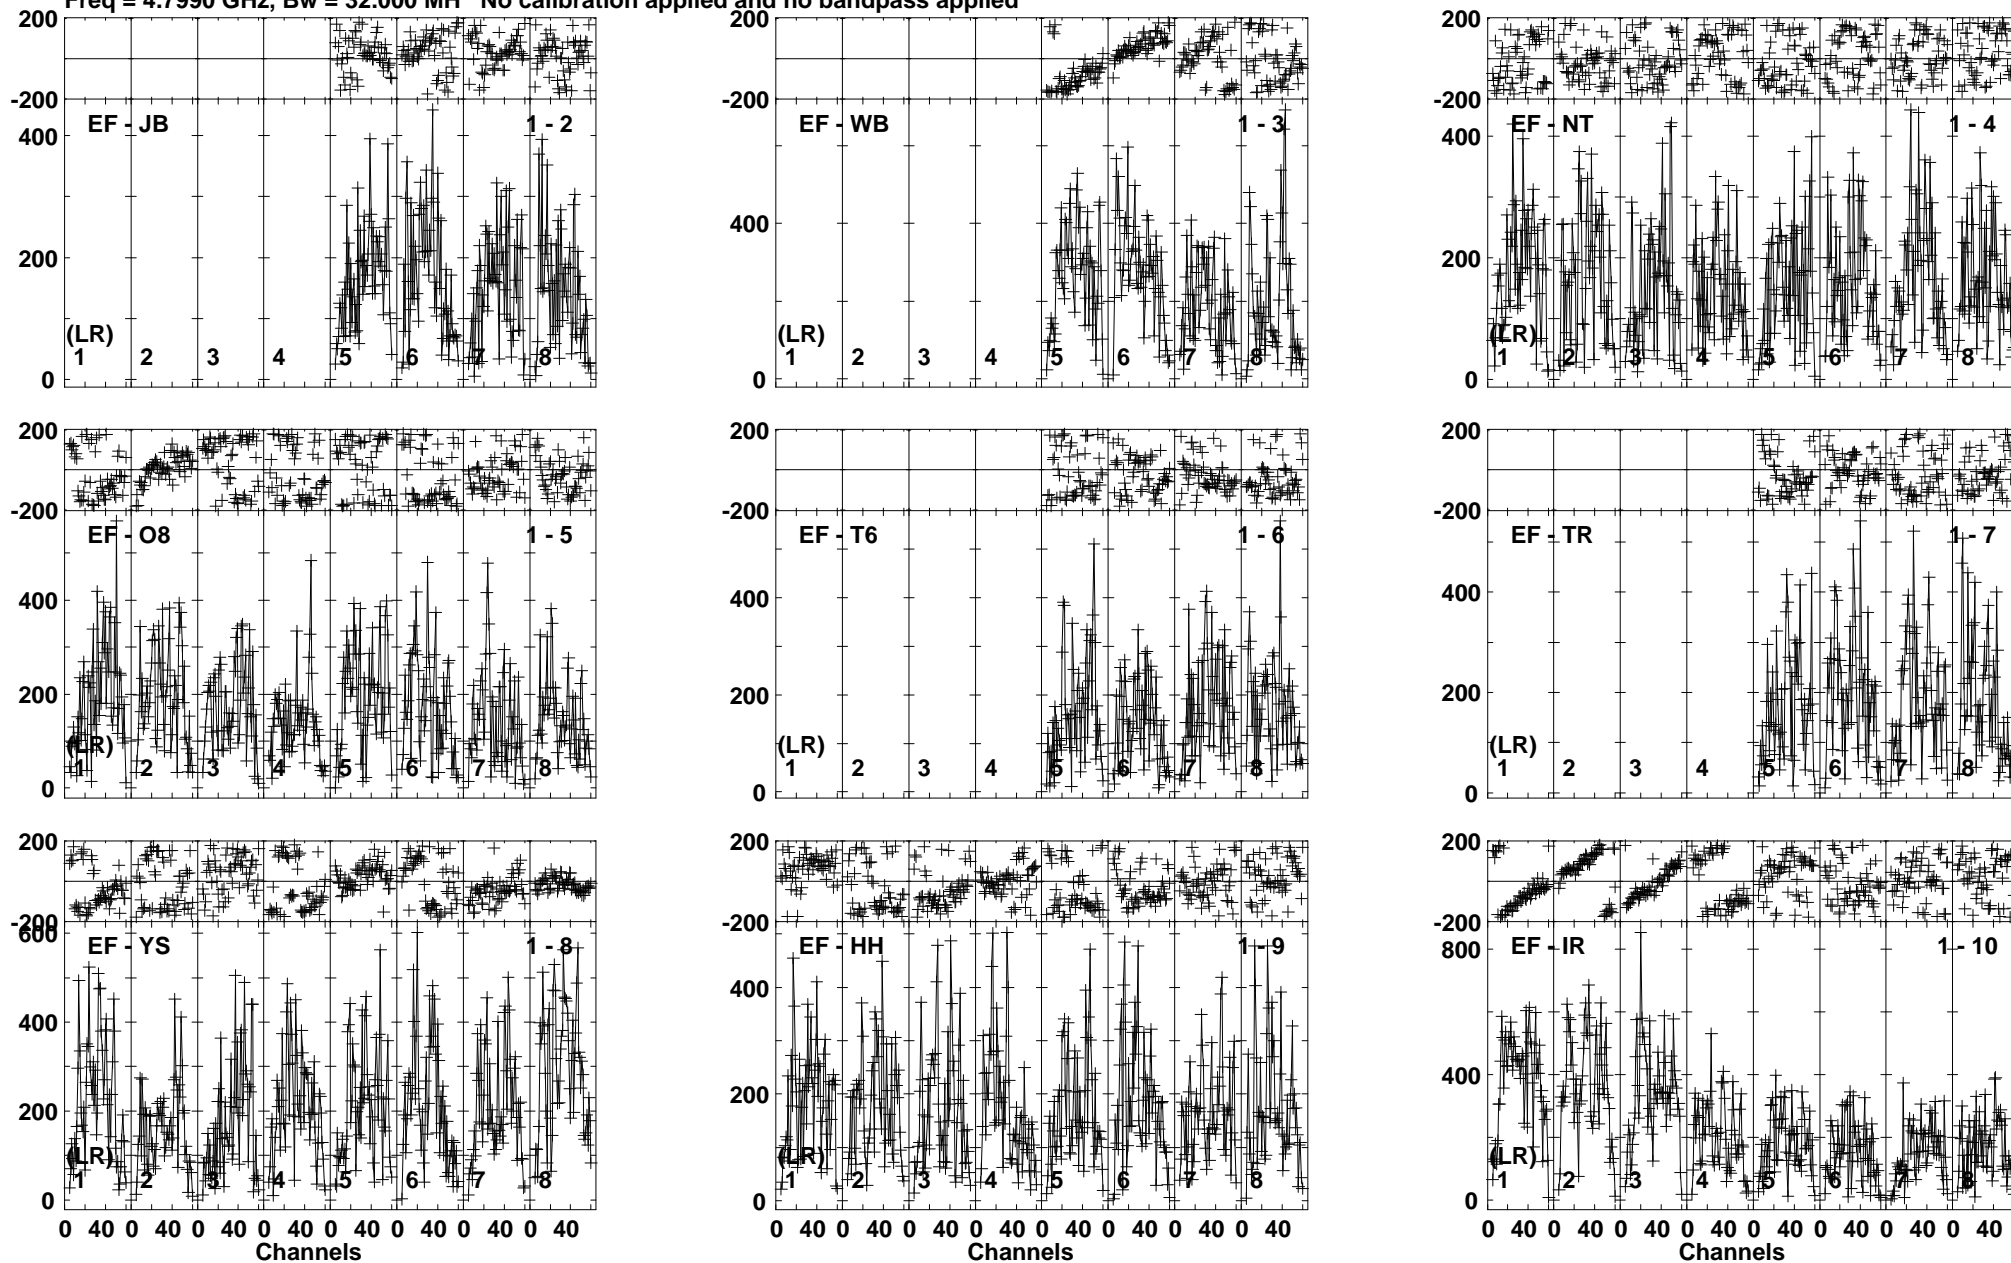 Freq = 4.7990 GHz, Bw = 32.000 MH No calibration applied and no bandpass applied
200 200 200
-200 -200 -200
EF - JB 1 - 2 EF - WB 1 - 3 EF - NT 1 - 4
400 400 400
200 200
(LR) (LR) (LR)
1 2 3 4 5 6 7 8 1 2 3 4 5 6 7 8 1 2 3 4 5 6 7 8
0 0 0
200 200 200
-200 -200 -200
EF - O8 1 - 5 EF - T6 1 - 6 EF - TR 1 - 7
400 400 400
200 200 200
(LR) (LR) (LR)
1 2 3 4 5 6 7 8 1 2 3 4 5 6 7 8 1 2 3 4 5 6 7 8
0 0 0
200 200 200
-200 -200 -200
600
EF - YS 1 - 8 EF - HH 1 - 9 EF - IR 1 - 10
400 400 800
200 200 400
(LR) (LR) (LR)
1 2 3 4 5 6 7 8 1 2 3 4 5 6 7 8 1 2 3 4 5 6 7 8
0 0 0
0 40 0 40 0 40 0 40 0 40 0 40 0 40 0 40 0 40 0 40 0 40 0 40 0 40 0 40 0 40 0 40 0 40 0 40 0 40 0 40 0 40 0 40 0 40 0 40
Channels Channels Channels